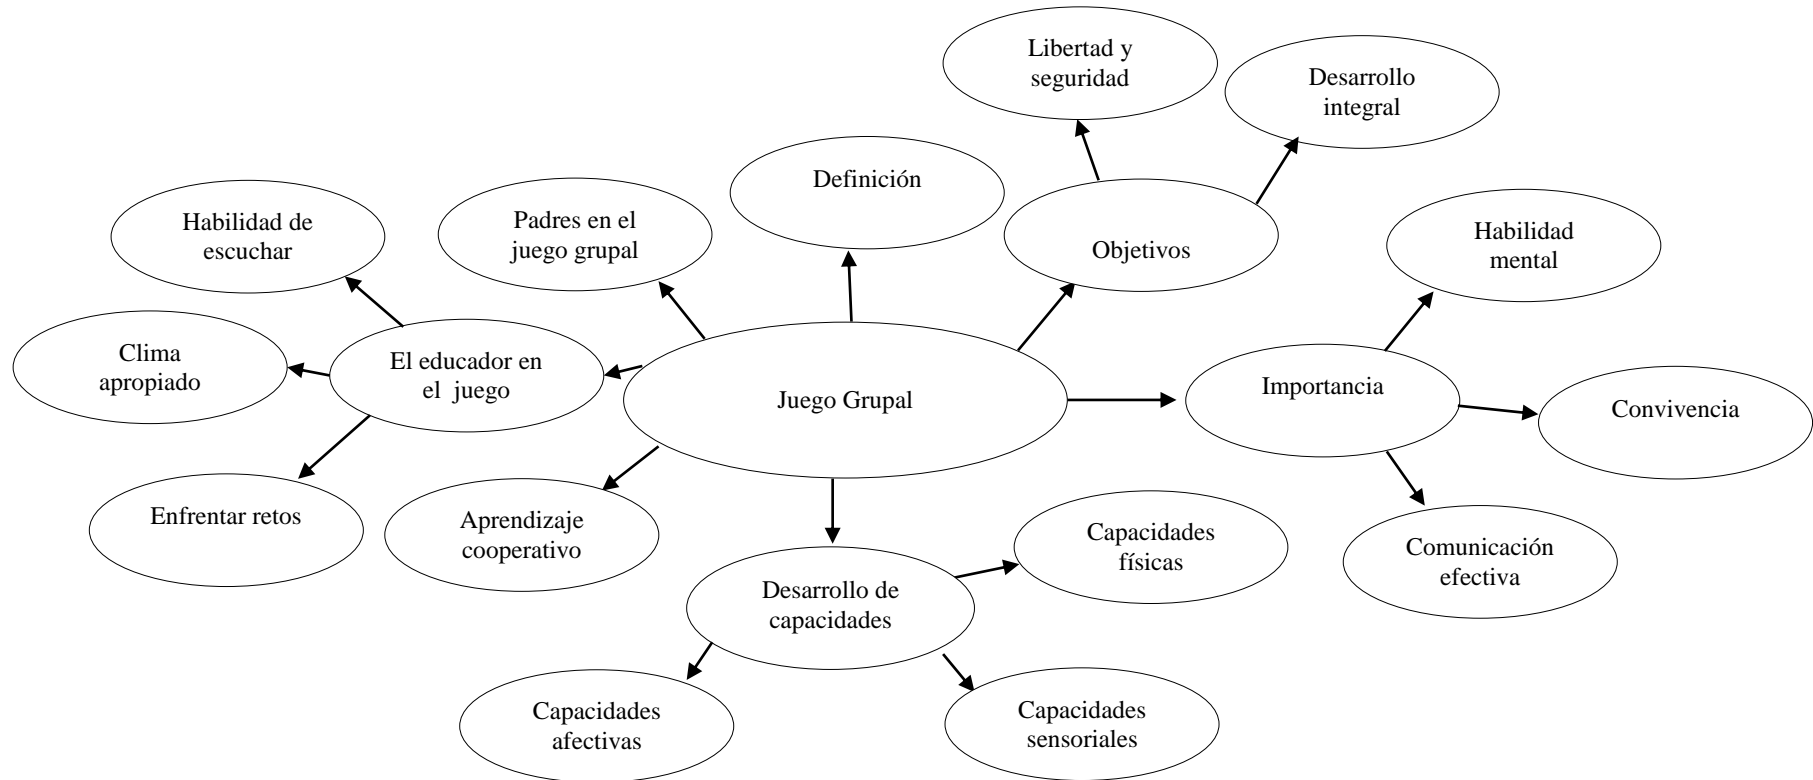 Libertad y
seguridad
Desarrollo
integral
Definición
Padres en el
juego grupal
Habilidad de
escuchar
Objetivos
Habilidad
mental
Clima
apropiado
El educador en
el  juego
Juego Grupal
Importancia
Convivencia
Enfrentar retos
Aprendizaje
cooperativo
Capacidades
físicas
Comunicación
efectiva
Desarrollo de
capacidades
Capacidades
afectivas
Capacidades
sensoriales